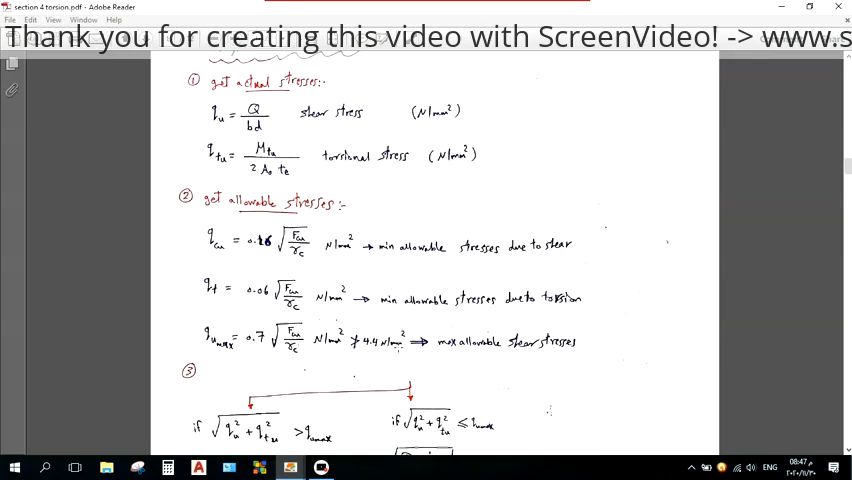 section 4 torsion.pdf - Adobe Reader
File Edit View Window Help
Thank you for creating this video with ScreenVideo! -> www.s
① get actual stresses:-
q_u = Q / bd shear stress (N/mm²)
q_tu = M_tu / 2 A_o t_e torsional stress (N/mm²)
② get allowable stresses:-
q_cu = 0.16 √(F_cu/γ_c) N/mm² → min allowable stresses due to shear
q_t = 0.06 √(F_cu/γ_c) N/mm² → min allowable stresses due to torsion
q_umax = 0.7 √(F_cu/γ_c) N/mm² ≯ 4.4 N/mm² ⇒ max allowable shear stresses
③
if √(q_u² + q_tu²) > q_umax if √(q_u² + q_tu²) ≤ q_umax
ENG
08:47 م
٢٠٢٠/١١/٣٠